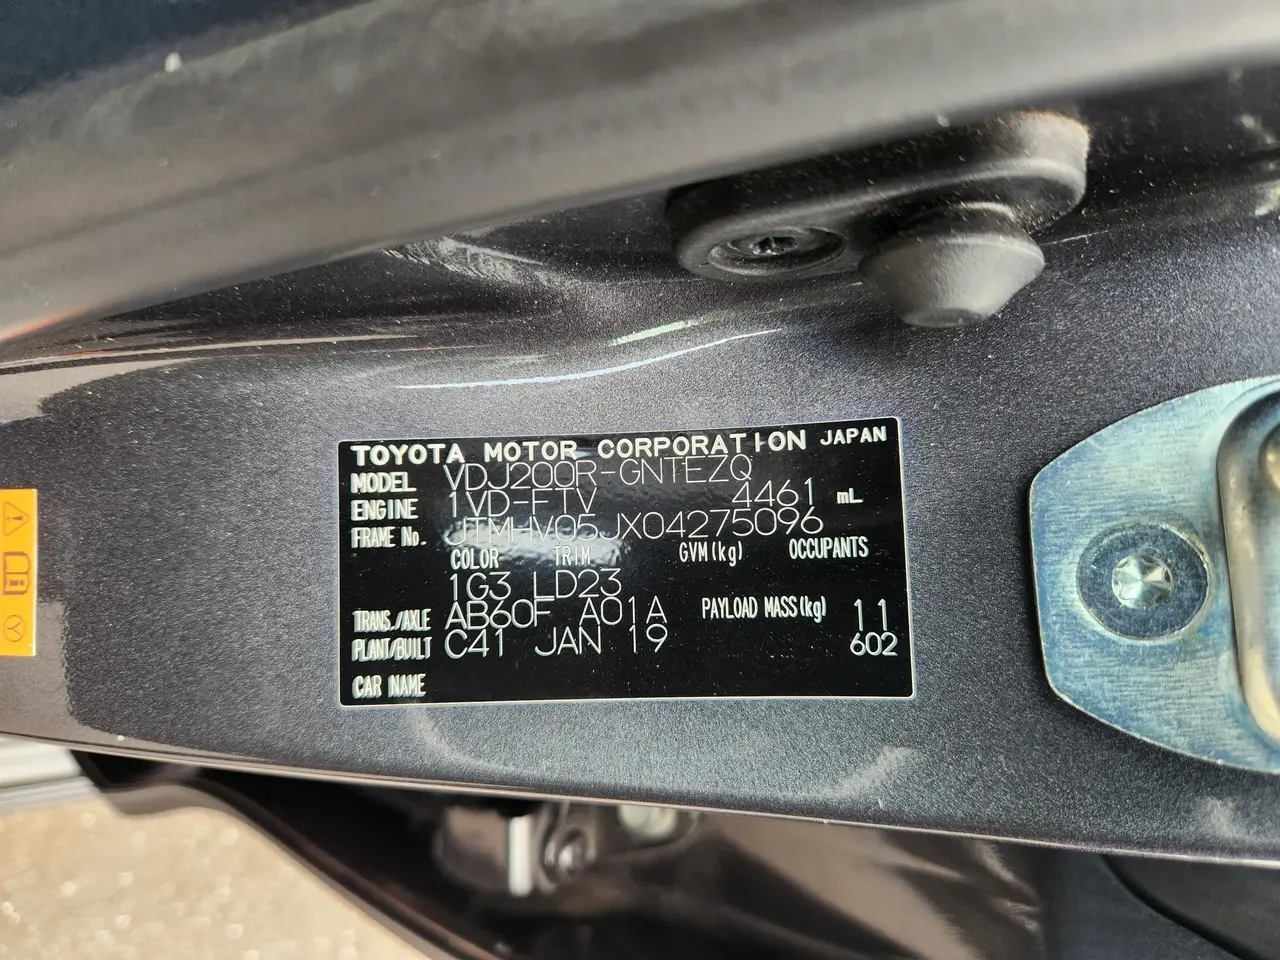 TOYOTA MOTOR CORPORATION JAPAN
MODEL VDJ200R-GNTEZQ
ENGINE 1VD-FTV 4461 mL
FRAME No. JTMHV05JX04275096
COLOR TRIM GVM(kg) OCCUPANTS
1G3 LD23
TRANS./AXLE AB60F A01A PAYLOAD MASS(kg) 11
PLANT/BUILT C41 JAN 19 602
CAR NAME